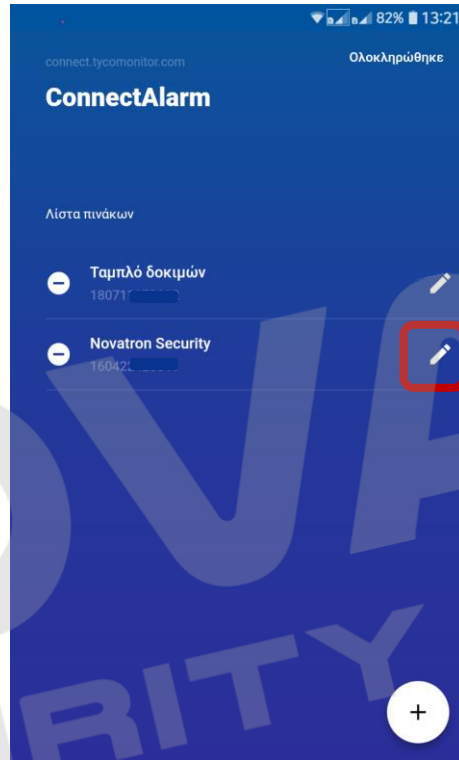 82% 13:21
connect.tycomonitor.com
Ολοκληρώθηκε
ConnectAlarm
Λίστα πινάκων
Ταμπλό δοκιμών
18071
Novatron Security
16042